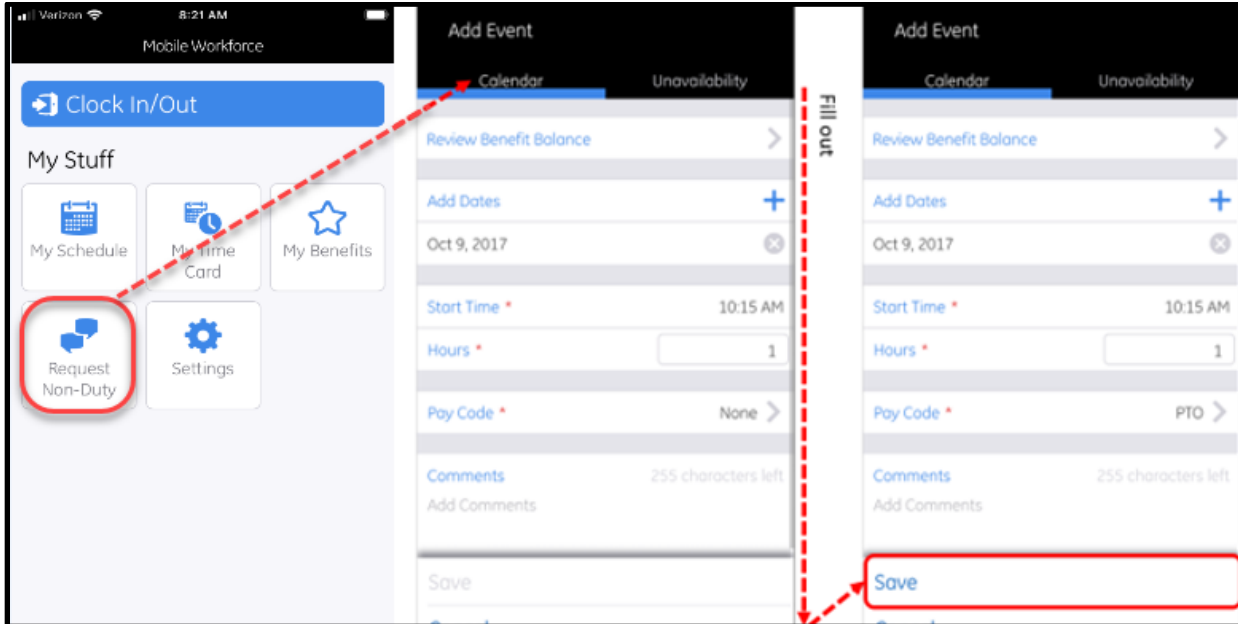 Verizon 8:21 AM
Mobile Workforce
Clock In/Out
My Stuff
My Schedule
My Time
Card
My Benefits
Request
Non-Duty
Settings
Add Event
Calendar Unavailability
Review Benefit Balance
Add Dates
Oct 9, 2017
Start Time * 10:15 AM
Hours * 1
Pay Code * None
Comments 255 characters left
Add Comments
Save
Fill out
Add Event
Calendar Unavailability
Review Benefit Balance
Add Dates
Oct 9, 2017
Start Time * 10:15 AM
Hours * 1
Pay Code * PTO
Comments 255 characters left
Add Comments
Save